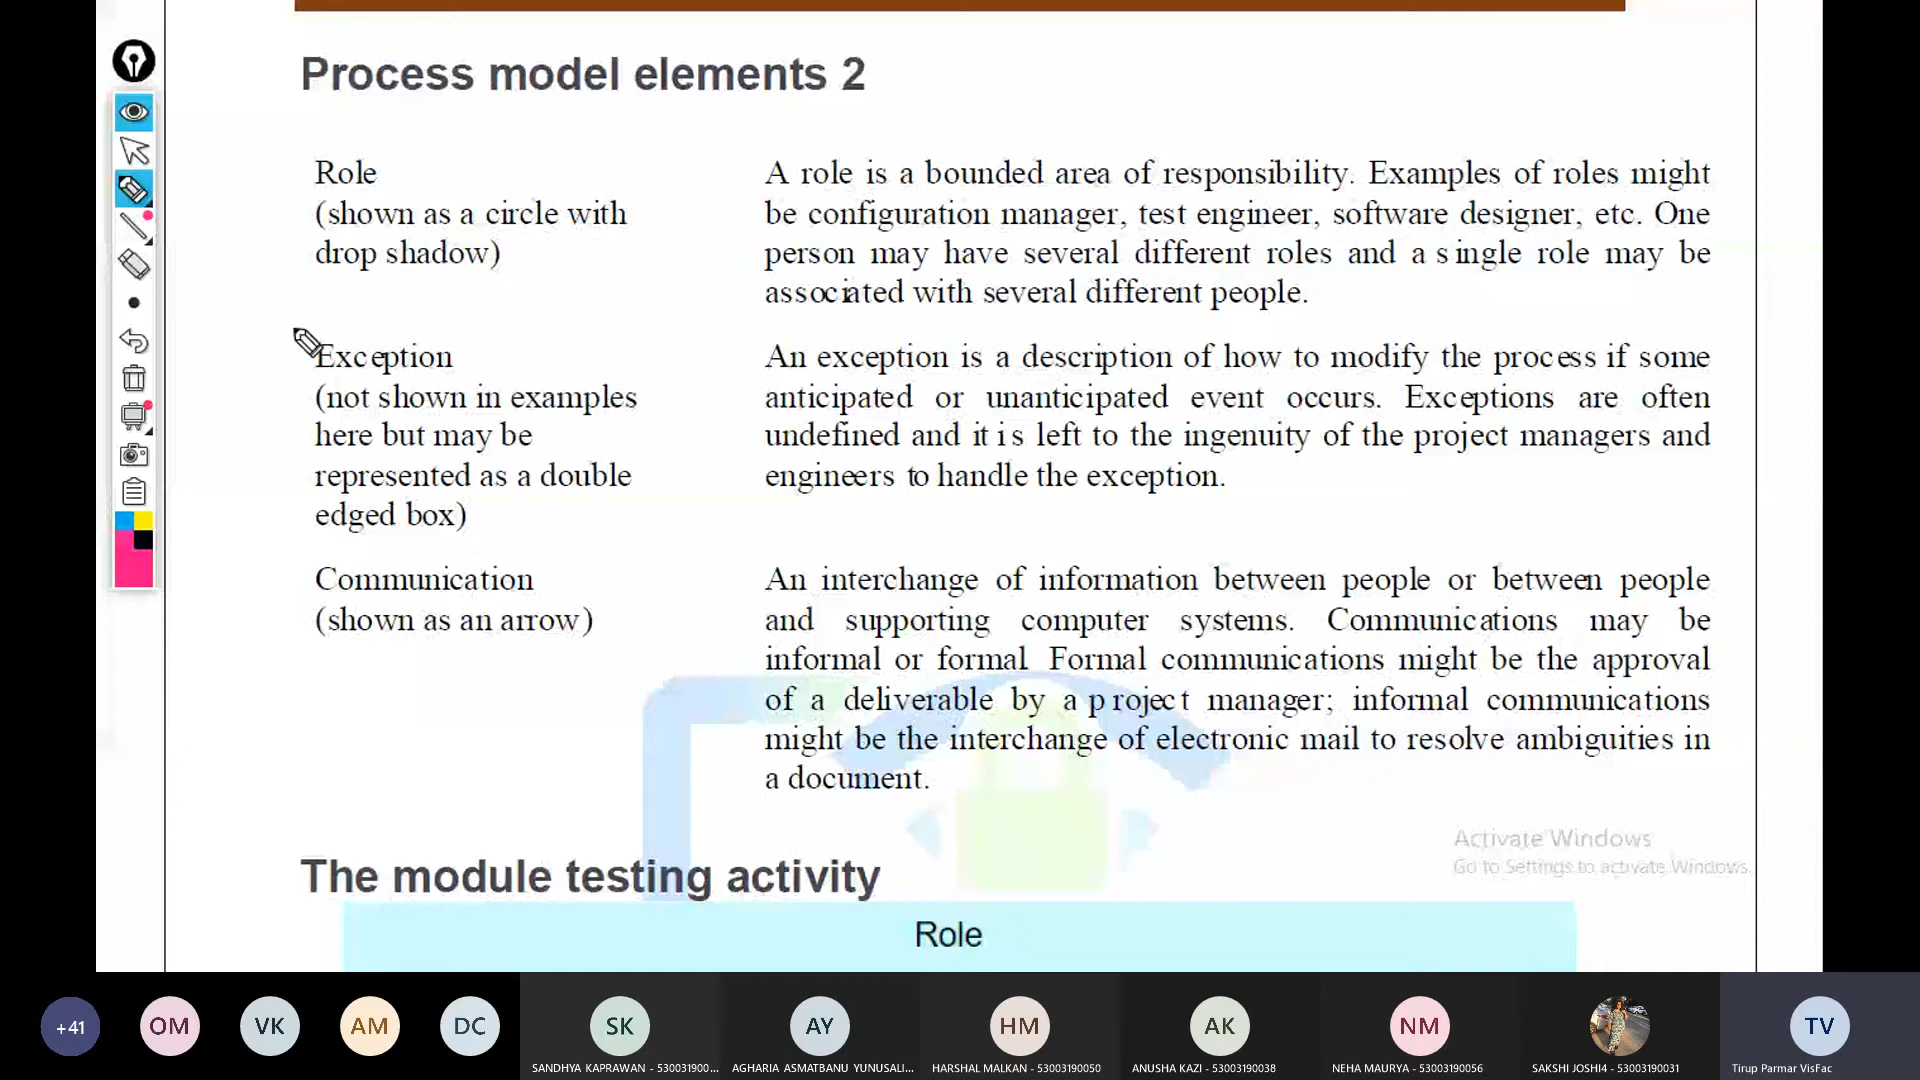 Process model elements 2
Role
(shown as a circle with
drop shadow)
A role is a bounded area of responsibility. Examples of roles might
be configuration manager, test engineer, software designer, etc. One
person may have several different roles and a single role may be
associated with several different people.
Exception
(not shown in examples
here but may be
represented as a double
edged box)
An exception is a description of how to modify the process if some
anticipated or unanticipated event occurs. Exceptions are often
undefined and it is left to the ingenuity of the project managers and
engineers to handle the exception.
Communication
(shown as an arrow)
An interchange of information between people or between people
and supporting computer systems. Communications may be
informal or formal. Formal communications might be the approval
of a deliverable by a project manager; informal communications
might be the interchange of electronic mail to resolve ambiguities in
a document.
Activate Windows
Go to Settings to activate Windows.
The module testing activity
Role
+41
OM
VK
AM
DC
SK
AY
HM
AK
NM
TV
SANDHYA KAPRAWAN - 530031900...
AGHARIA ASMATBANU YUNUSALI...
HARSHAL MALKAN - 53003190050
ANUSHA KAZI - 53003190038
NEHA MAURYA - 53003190056
SAKSHI JOSHI4 - 53003190031
Tirup Parmar VisFac